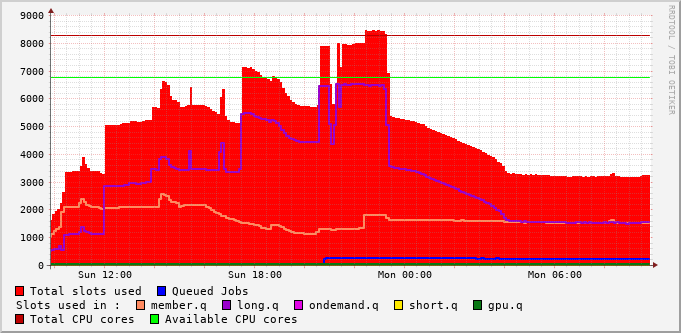 RRDTOOL / TOBI OETIKER
9000
8000
7000
6000
5000
4000
3000
2000
1000
0
Sun 12:00 Sun 18:00 Mon 00:00 Mon 06:00
Total slots used Queued Jobs
Slots used in : member.q long.q ondemand.q short.q gpu.q
Total CPU cores Available CPU cores